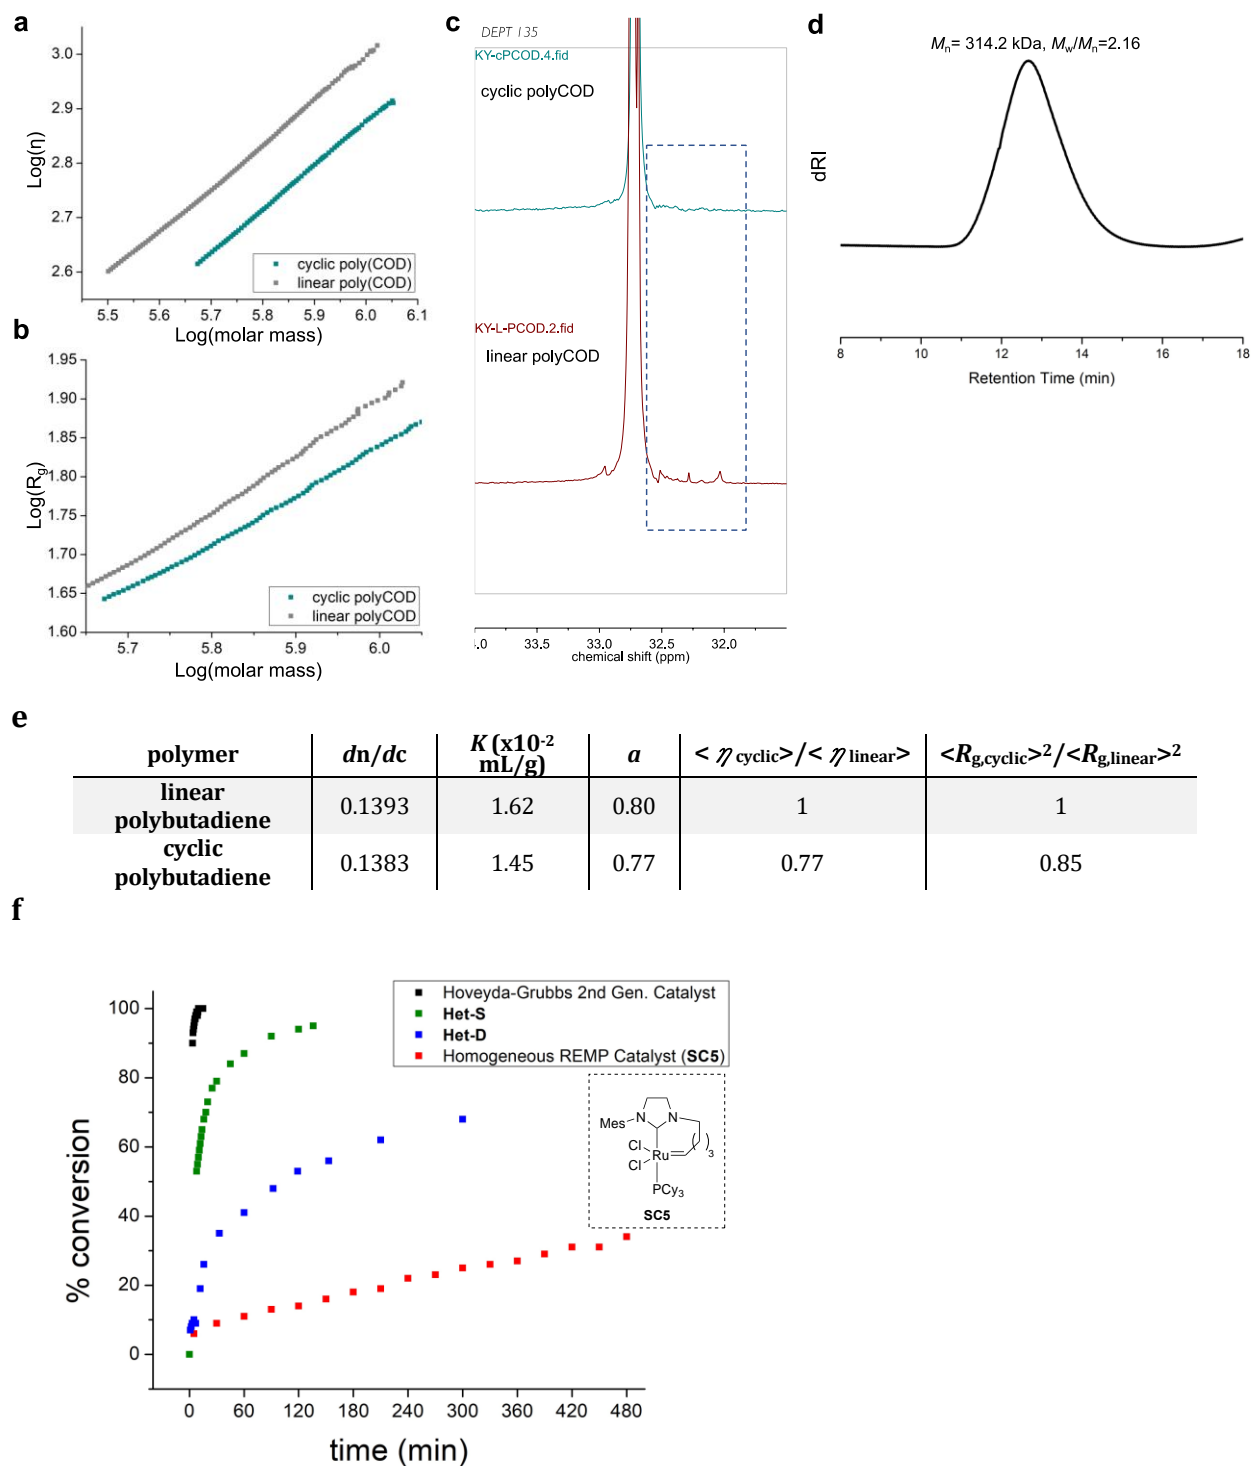 a
3.0
2.9
2.8
2.7
2.6
Log(η)
cyclic poly(COD)
linear poly(COD)
5.5 5.6 5.7 5.8 5.9 6.0 6.1
Log(molar mass)
b
1.95
1.90
1.85
1.80
1.75
1.70
1.65
1.60
Log(Rg)
cyclic polyCOD
linear polyCOD
5.7 5.8 5.9 6.0
Log(molar mass)
c
DEPT 135
KY-cPCOD.4.fid
cyclic polyCOD
KY-L-PCOD.2.fid
linear polyCOD
.0 33.5 33.0 32.5 32.0
chemical shift (ppm)
d
Mn= 314.2 kDa, Mw/Mn=2.16
dRI
8 10 12 14 16 18
Retention Time (min)
e
polymer dn/dc K (x10-2 mL/g) a < η cyclic>/< η linear> <Rg,cyclic>2/<Rg,linear>2
linear polybutadiene 0.1393 1.62 0.80 1 1
cyclic polybutadiene 0.1383 1.45 0.77 0.77 0.85
f
Hoveyda-Grubbs 2nd Gen. Catalyst
Het-S
Het-D
Homogeneous REMP Catalyst (SC5)
100
80
60
40
20
0
% conversion
Mes N N
Cl
Ru
( )3
Cl
PCy3
SC5
0 60 120 180 240 300 360 420 480
time (min)